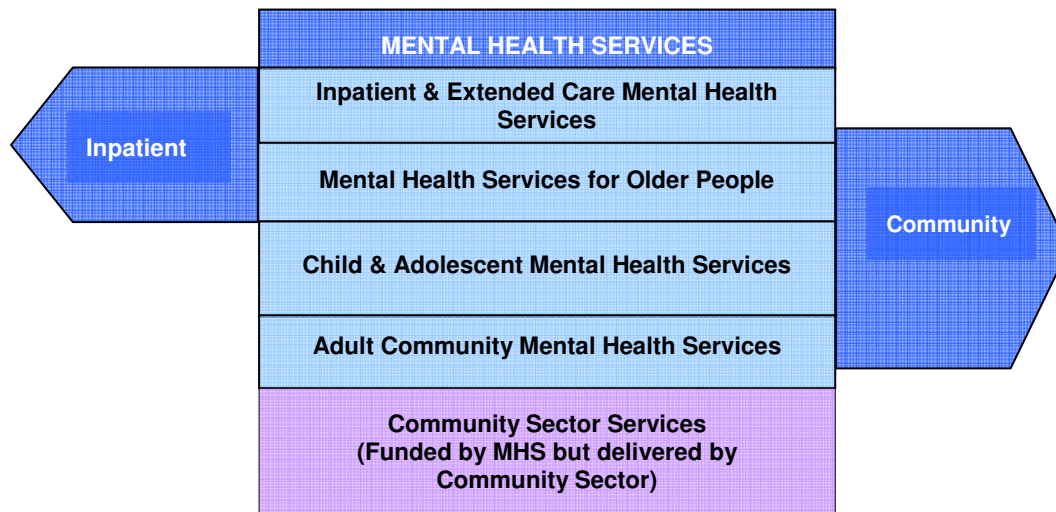 MENTAL HEALTH SERVICES
Inpatient & Extended Care Mental Health
Services
Inpatient
Mental Health Services for Older People
Community
Child & Adolescent Mental Health Services
Adult Community Mental Health Services
Community Sector Services
(Funded by MHS but delivered by
Community Sector)